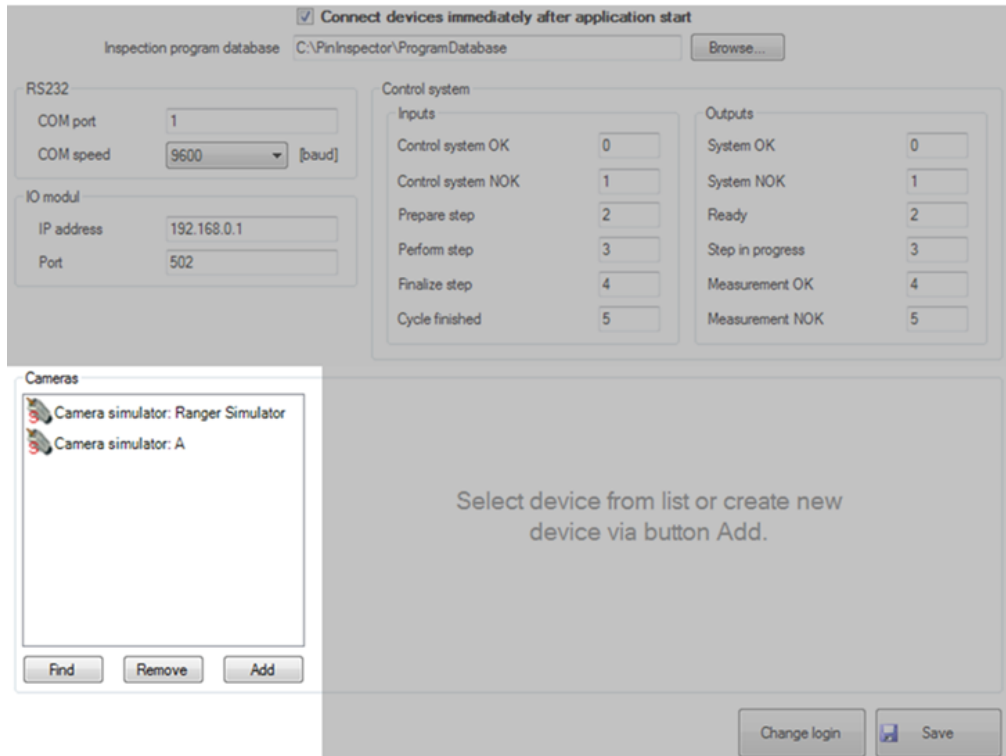 Connect devices immediately after application start
Inspection program database C:\PinInspector\ProgramDatabase Browse...
RS232
COM port 1
COM speed 9600 [baud]
IO modul
IP address 192.168.0.1
Port 502
Control system
Inputs
Control system OK 0
Control system NOK 1
Prepare step 2
Perform step 3
Finalize step 4
Cycle finished 5
Outputs
System OK 0
System NOK 1
Ready 2
Step in progress 3
Measurement OK 4
Measurement NOK 5
Cameras
Camera simulator: Ranger Simulator
Camera simulator: A
Find Remove Add
Select device from list or create new
device via button Add.
Change login Save